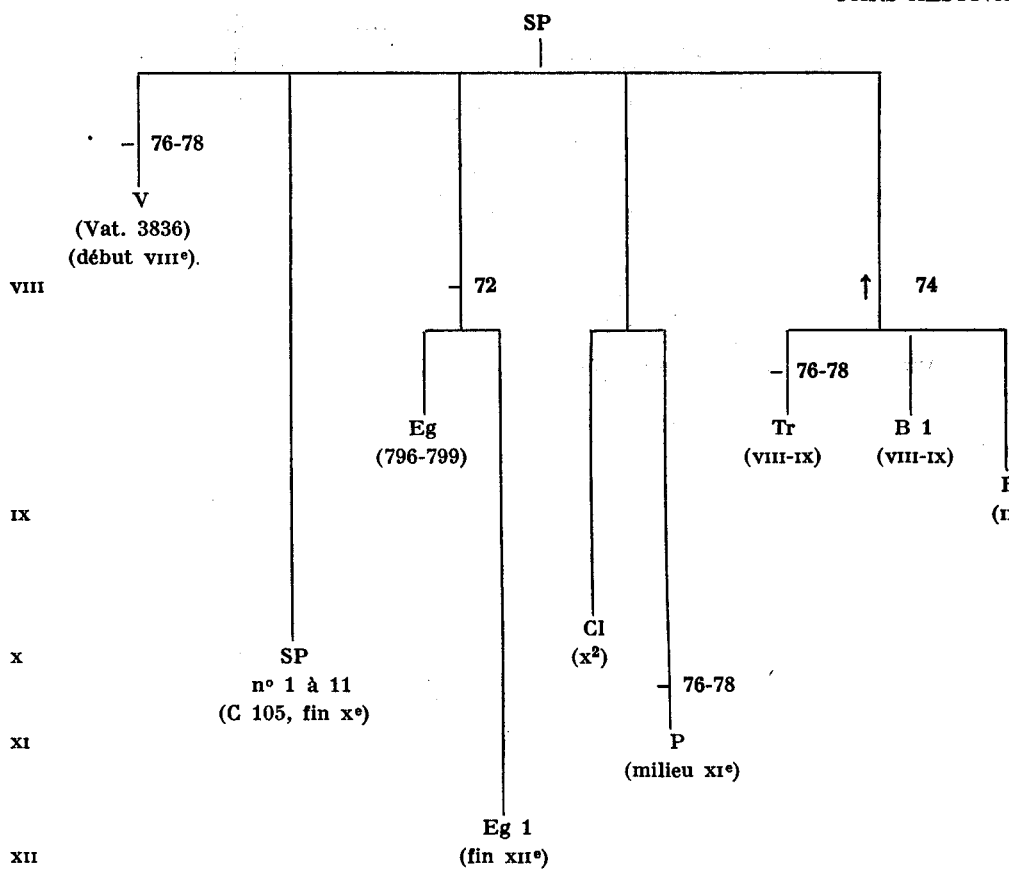 SP
76-78
V
(Vat. 3836)
(début VIIIᵉ).
VIII
72
↑ 74
76-78
Eg
(796-799)
Tr
(VIII-IX)
B 1
(VIII-IX)
IX
Cl
(x²)
X
SP
nº 1 à 11
(C 105, fin xᵉ)
76-78
XI
P
(milieu XIᵉ)
Eg 1
(fin XIIᵉ)
XII